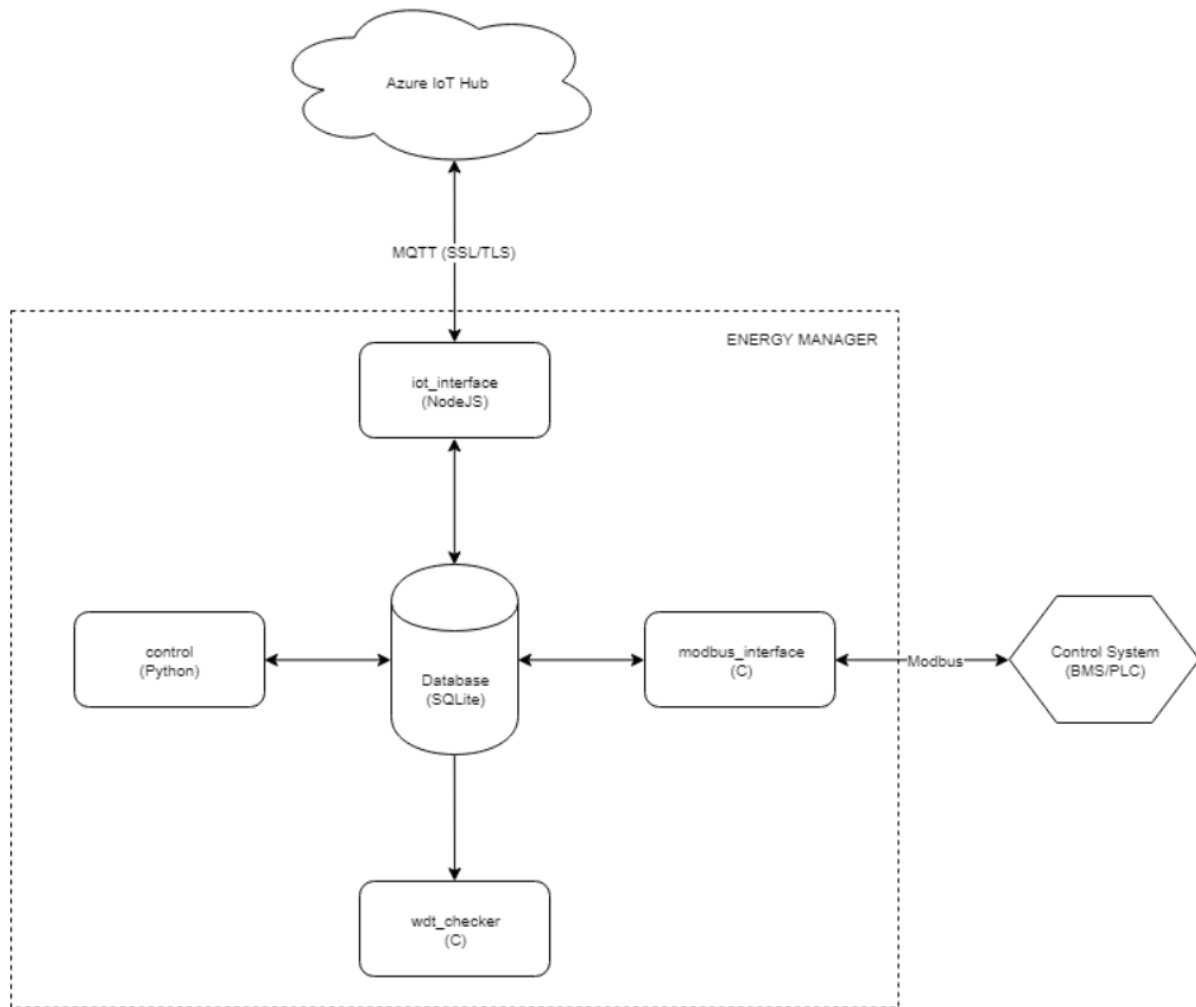 Azure IoT Hub
MQTT (SSL/TLS)
ENERGY MANAGER
iot_interface
(NodeJS)
control
(Python)
Database
(SQLite)
modbus_interface
(C)
Modbus
Control System
(BMS/PLC)
wdt_checker
(C)